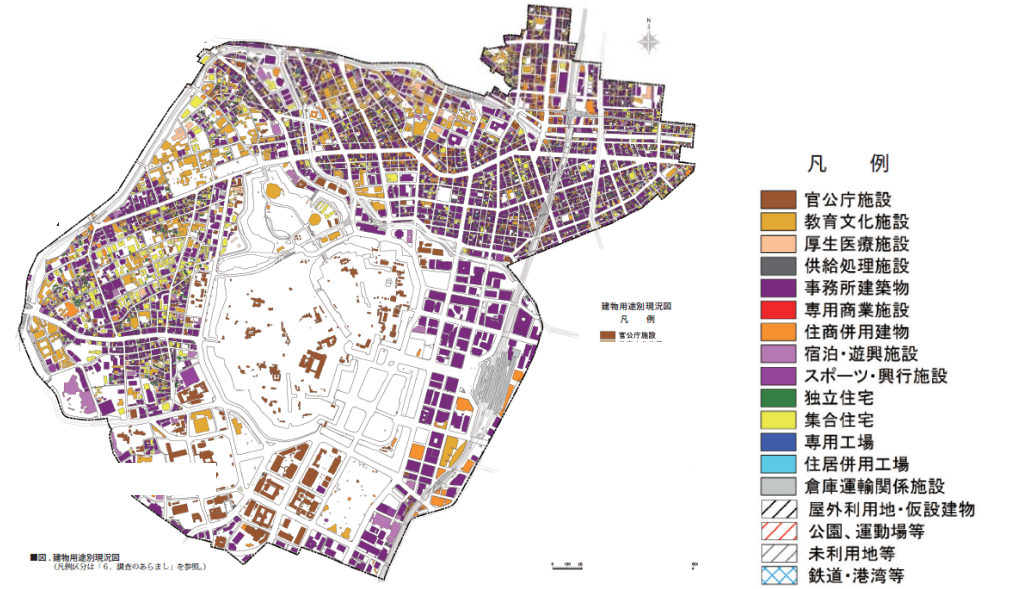 N
建物用途別現況図
凡 例
官公庁施設
■図．建物用途別現況図
(凡例区分は「6．調査のあらまし」を参照。)
凡 例
官公庁施設
教育文化施設
厚生医療施設
供給処理施設
事務所建築物
専用商業施設
住商併用建物
宿泊・遊興施設
スポーツ・興行施設
独立住宅
集合住宅
専用工場
住居併用工場
倉庫運輸関係施設
屋外利用地・仮設建物
公園、運動場等
未利用地等
鉄道・港湾等